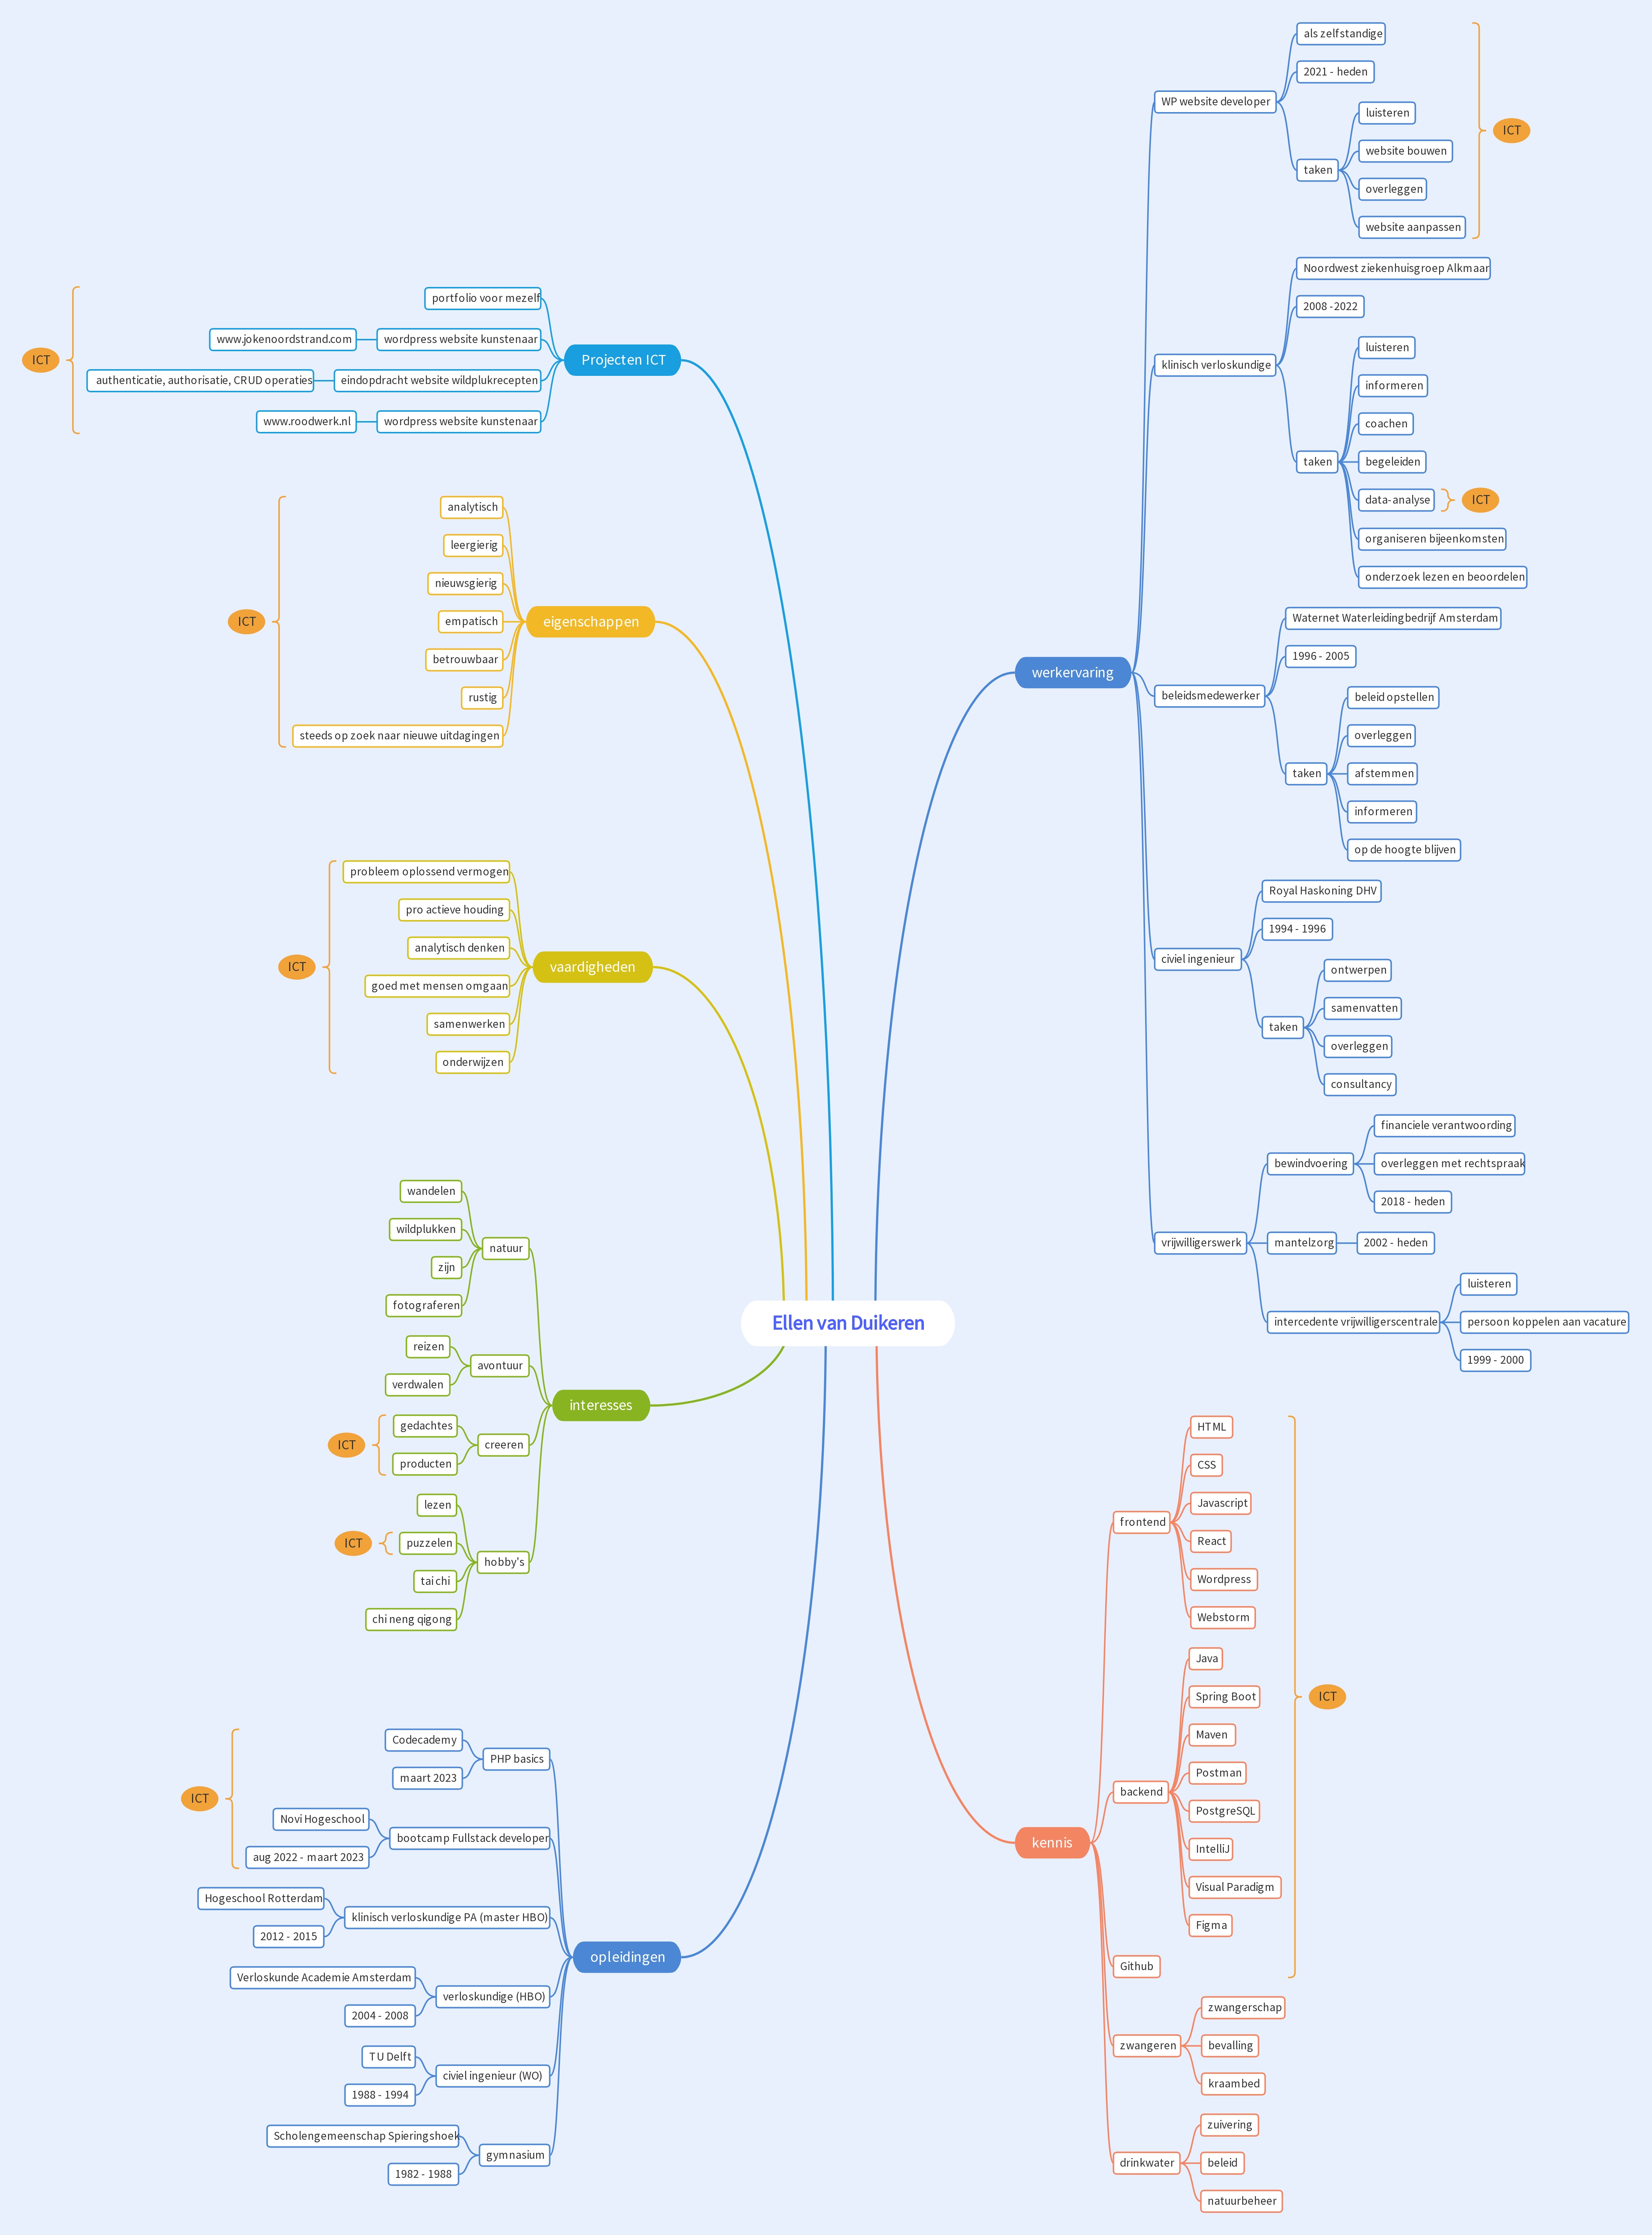 Ellen van Duikeren
Projecten ICT
portfolio voor mezelf
wordpress website kunstenaar
www.jokenoordstrand.com
eindopdracht website wildplukrecepten
authenticatie, authorisatie, CRUD operaties
wordpress website kunstenaar
www.roodwerk.nl
ICT
eigenschappen
analytisch
leergierig
nieuwsgierig
empatisch
betrouwbaar
rustig
steeds op zoek naar nieuwe uitdagingen
ICT
vaardigheden
probleem oplossend vermogen
pro actieve houding
analytisch denken
goed met mensen omgaan
samenwerken
onderwijzen
ICT
interesses
natuur
wandelen
wildplukken
zijn
fotograferen
avontuur
reizen
verdwalen
creeren
gedachtes
producten
ICT
hobby's
lezen
puzzelen
ICT
tai chi
chi neng qigong
opleidingen
PHP basics
Codecademy
maart 2023
bootcamp Fullstack developer
Novi Hogeschool
aug 2022 - maart 2023
ICT
klinisch verloskundige PA (master HBO)
Hogeschool Rotterdam
2012 - 2015
verloskundige (HBO)
Verloskunde Academie Amsterdam
2004 - 2008
civiel ingenieur (WO)
TU Delft
1988 - 1994
gymnasium
Scholengemeenschap Spieringshoek
1982 - 1988
werkervaring
WP website developer
als zelfstandige
2021 - heden
taken
luisteren
website bouwen
overleggen
website aanpassen
ICT
klinisch verloskundige
Noordwest ziekenhuisgroep Alkmaar
2008 -2022
taken
luisteren
informeren
coachen
begeleiden
data-analyse
ICT
organiseren bijeenkomsten
onderzoek lezen en beoordelen
beleidsmedewerker
Waternet Waterleidingbedrijf Amsterdam
1996 - 2005
taken
beleid opstellen
overleggen
afstemmen
informeren
op de hoogte blijven
civiel ingenieur
Royal Haskoning DHV
1994 - 1996
taken
ontwerpen
samenvatten
overleggen
consultancy
vrijwilligerswerk
bewindvoering
financiele verantwoording
overleggen met rechtspraak
2018 - heden
mantelzorg
2002 - heden
intercedente vrijwilligerscentrale
luisteren
persoon koppelen aan vacature
1999 - 2000
kennis
frontend
HTML
CSS
Javascript
React
Wordpress
Webstorm
backend
Java
Spring Boot
Maven
Postman
PostgreSQL
IntelliJ
Visual Paradigm
Figma
Github
ICT
zwangeren
zwangerschap
bevalling
kraambed
drinkwater
zuivering
beleid
natuurbeheer